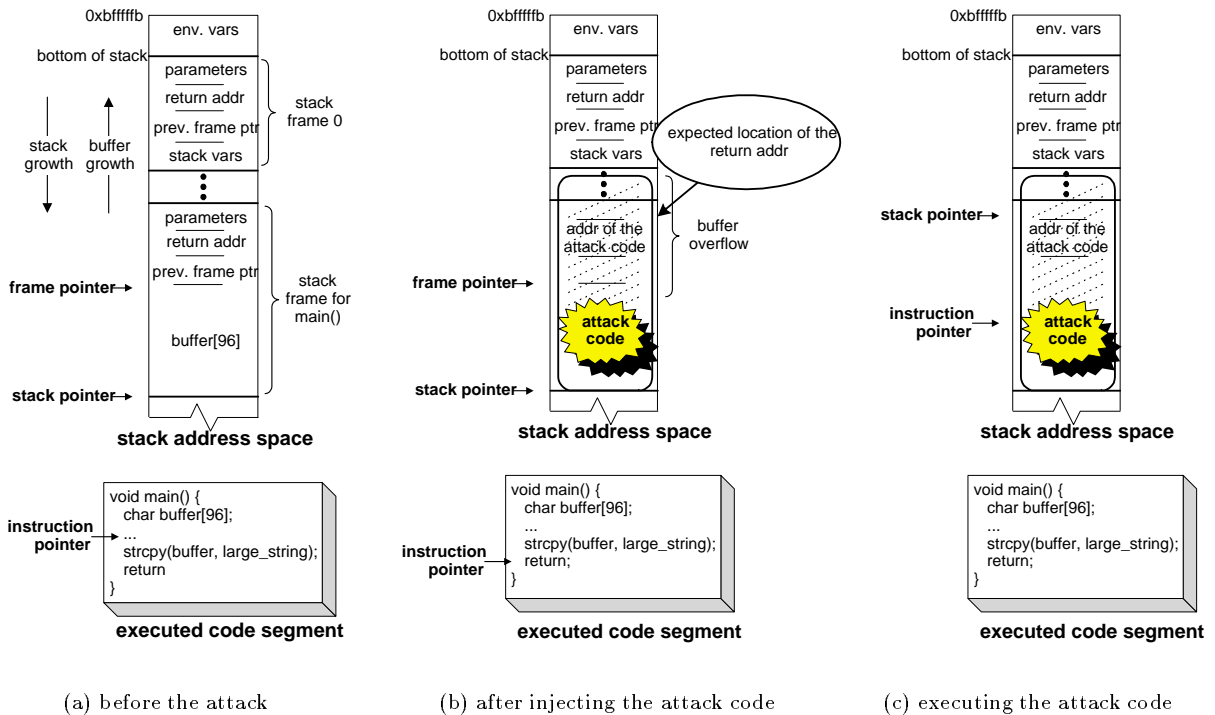 0xbfffffb
env. vars
bottom of stack
parameters
return addr
prev. frame ptr
stack vars
stack
frame 0
stack
growth
buffer
growth
parameters
return addr
prev. frame ptr
frame pointer
stack
frame for
main()
buffer[96]
stack pointer
stack address space
void main() {
char buffer[96];
...
strcpy(buffer, large_string);
return
}
instruction
pointer
executed code segment
(a) before the attack
0xbfffffb
env. vars
bottom of stack
parameters
return addr
prev. frame ptr
stack vars
expected location of the
return addr
addr of the
attack code
buffer
overflow
frame pointer
attack
code
stack pointer
stack address space
void main() {
char buffer[96];
...
strcpy(buffer, large_string);
return;
}
instruction
pointer
executed code segment
(b) after injecting the attack code
0xbfffffb
env. vars
bottom of stack
parameters
return addr
prev. frame ptr
stack vars
stack pointer
addr of the
attack code
instruction
pointer
attack
code
stack address space
void main() {
char buffer[96];
...
strcpy(buffer, large_string);
return;
}
executed code segment
(c) executing the attack code